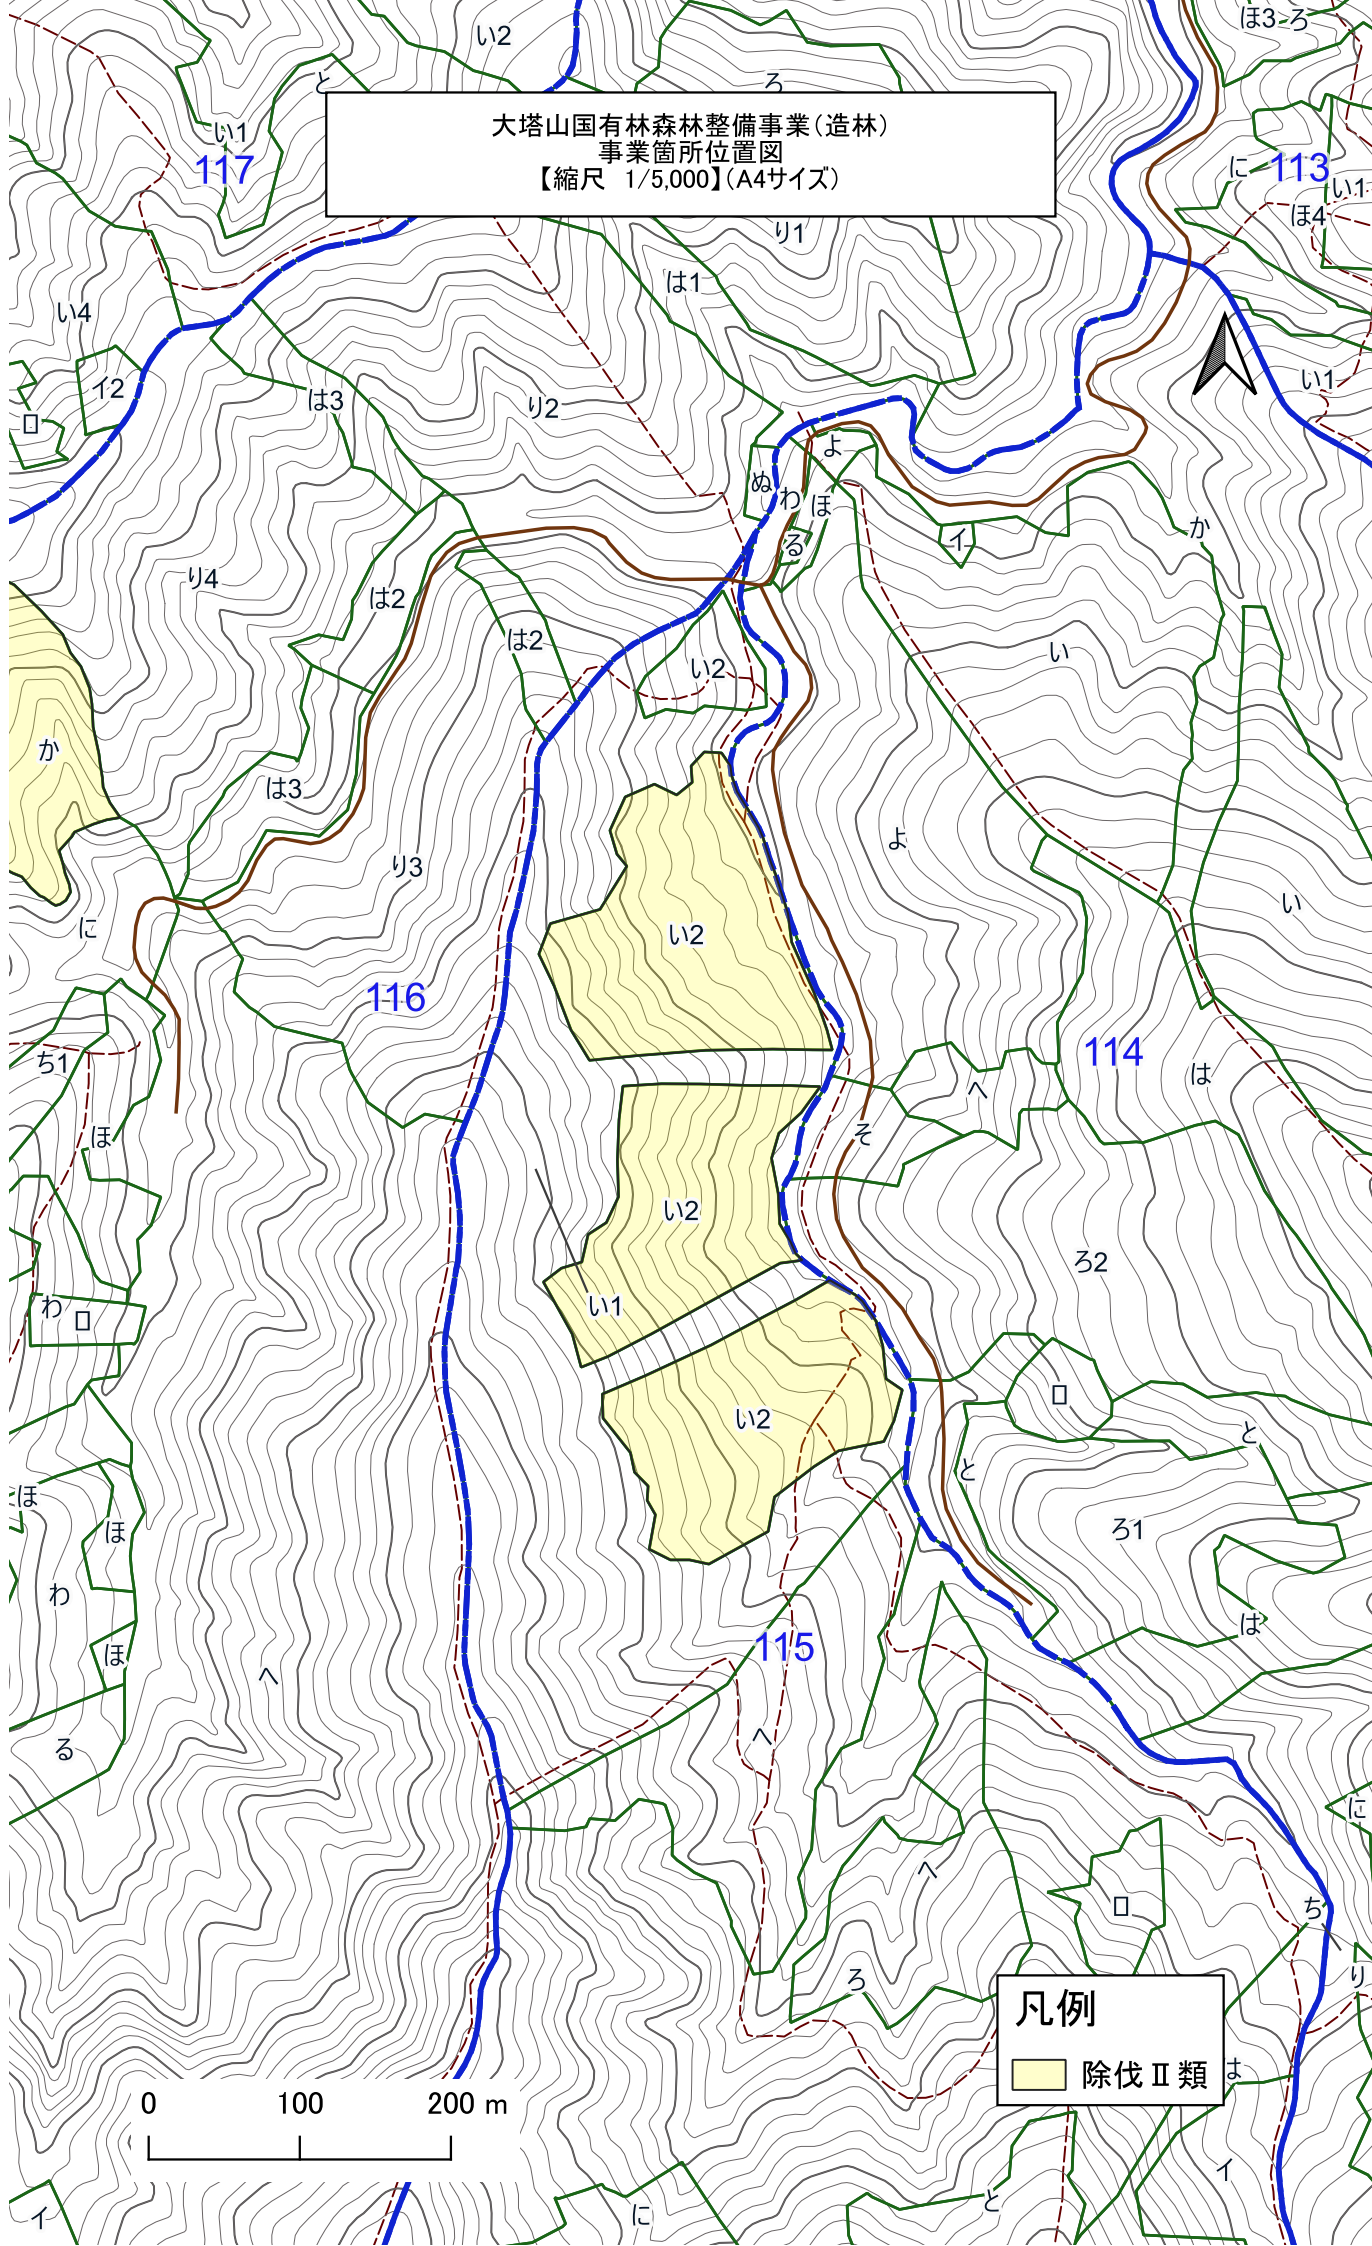 い2
ほ3
ろ
と
ろ
大塔山国有林森林整備事業（造林）
事業箇所位置図
【縮尺　1/5,000】（A4サイズ）
い1
117
に
113
い1
ほ4
り1
は1
い4
イ2
は3
り2
い1
ロ
よ
ぬ
わ
ほ
る
イ
か
り4
は2
は2
い2
い
か
は3
り3
よ
い
に
い2
116
ち1
114
は
へ
ほ
そ
い2
ろ2
わ
ロ
い1
ロ
い2
と
と
ほ
ほ
ろ1
わ
は
ほ
115
へ
る
へ
に
へ
ロ
ち
ろ
り
凡例
除伐Ⅱ類
は
0
100
200 m
イ
と
イ
に